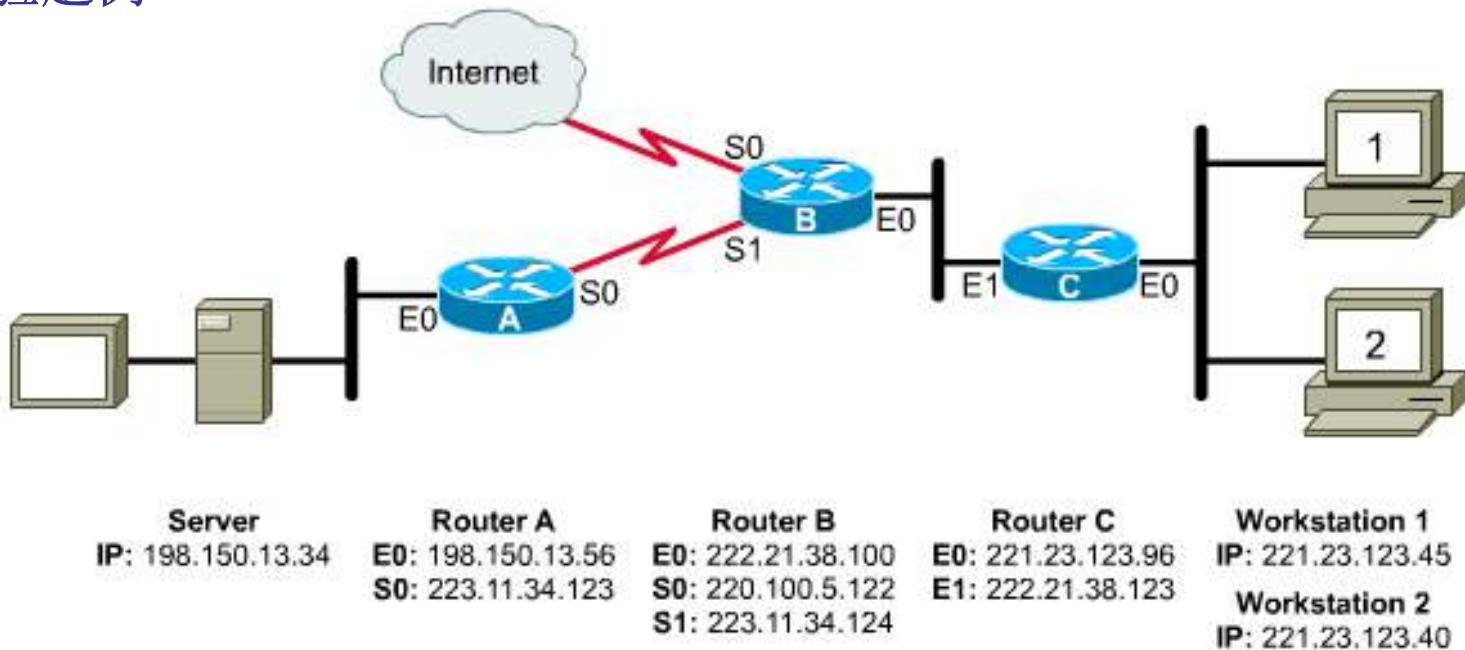 Internet
S0
B
E0
S1
S0
E0
A
E1
C
E0
1
2
Server
IP: 198.150.13.34
Router A
E0: 198.150.13.56
S0: 223.11.34.123
Router B
E0: 222.21.38.100
S0: 220.100.5.122
S1: 223.11.34.124
Router C
E0: 221.23.123.96
E1: 222.21.38.123
Workstation 1
IP: 221.23.123.45
Workstation 2
IP: 221.23.123.40